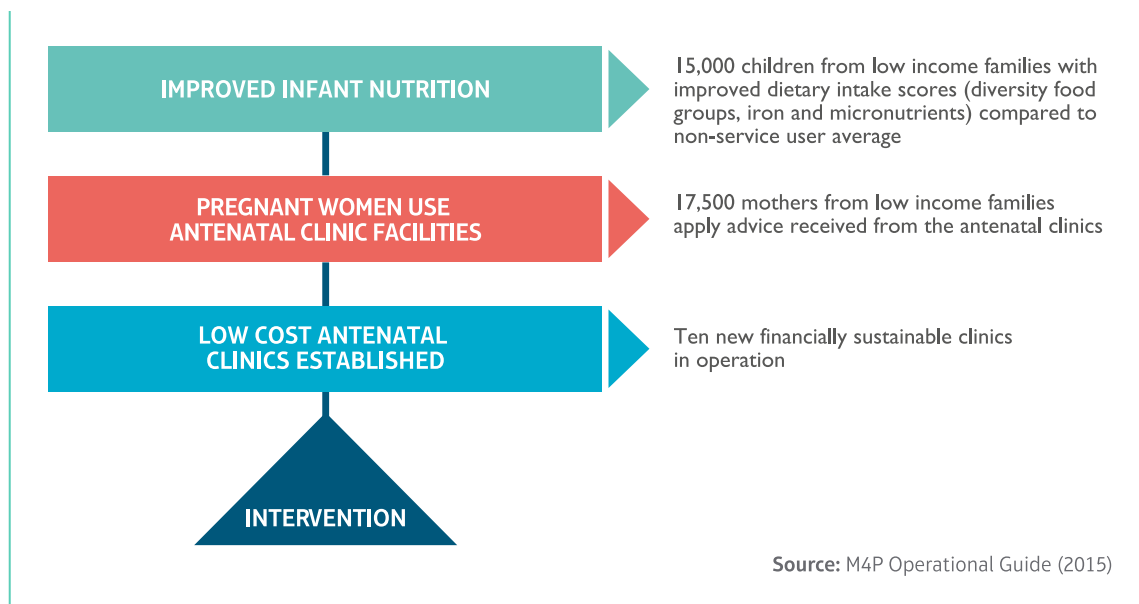 IMPROVED INFANT NUTRITION
15,000 children from low income families with
improved dietary intake scores (diversity food
groups, iron and micronutrients) compared to
non-service user average
PREGNANT WOMEN USE
ANTENATAL CLINIC FACILITIES
17,500 mothers from low income families
apply advice received from the antenatal clinics
LOW COST ANTENATAL
CLINICS ESTABLISHED
Ten new financially sustainable clinics
in operation
INTERVENTION
Source: M4P Operational Guide (2015)